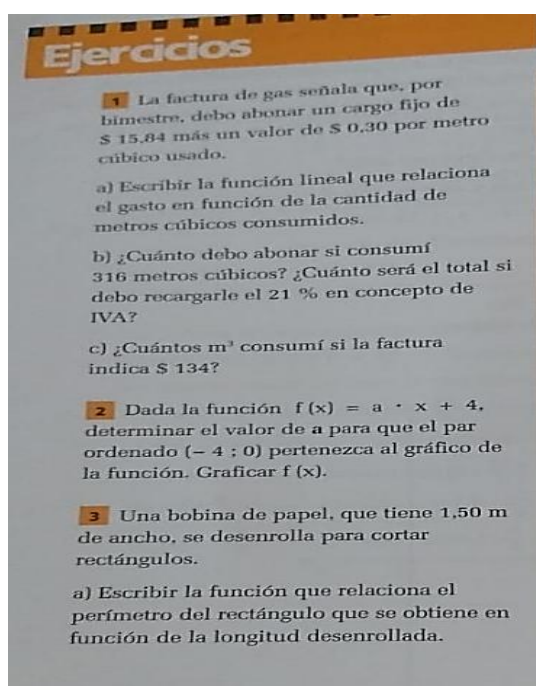 Ejercicios
1 La factura de gas señala que, por
bimestre, debo abonar un cargo fijo de
$ 15,84 más un valor de $ 0,30 por metro
cúbico usado.
a) Escribir la función lineal que relaciona
el gasto en función de la cantidad de
metros cúbicos consumidos.
b) ¿Cuánto debo abonar si consumí
316 metros cúbicos? ¿Cuánto será el total si
debo recargarle el 21 % en concepto de
IVA?
c) ¿Cuántos m³ consumí si la factura
indica $ 134?
2 Dada la función f (x) = a · x + 4,
determinar el valor de a para que el par
ordenado (– 4 ; 0) pertenezca al gráfico de
la función. Graficar f (x).
3 Una bobina de papel, que tiene 1,50 m
de ancho, se desenrolla para cortar
rectángulos.
a) Escribir la función que relaciona el
perímetro del rectángulo que se obtiene en
función de la longitud desenrollada.